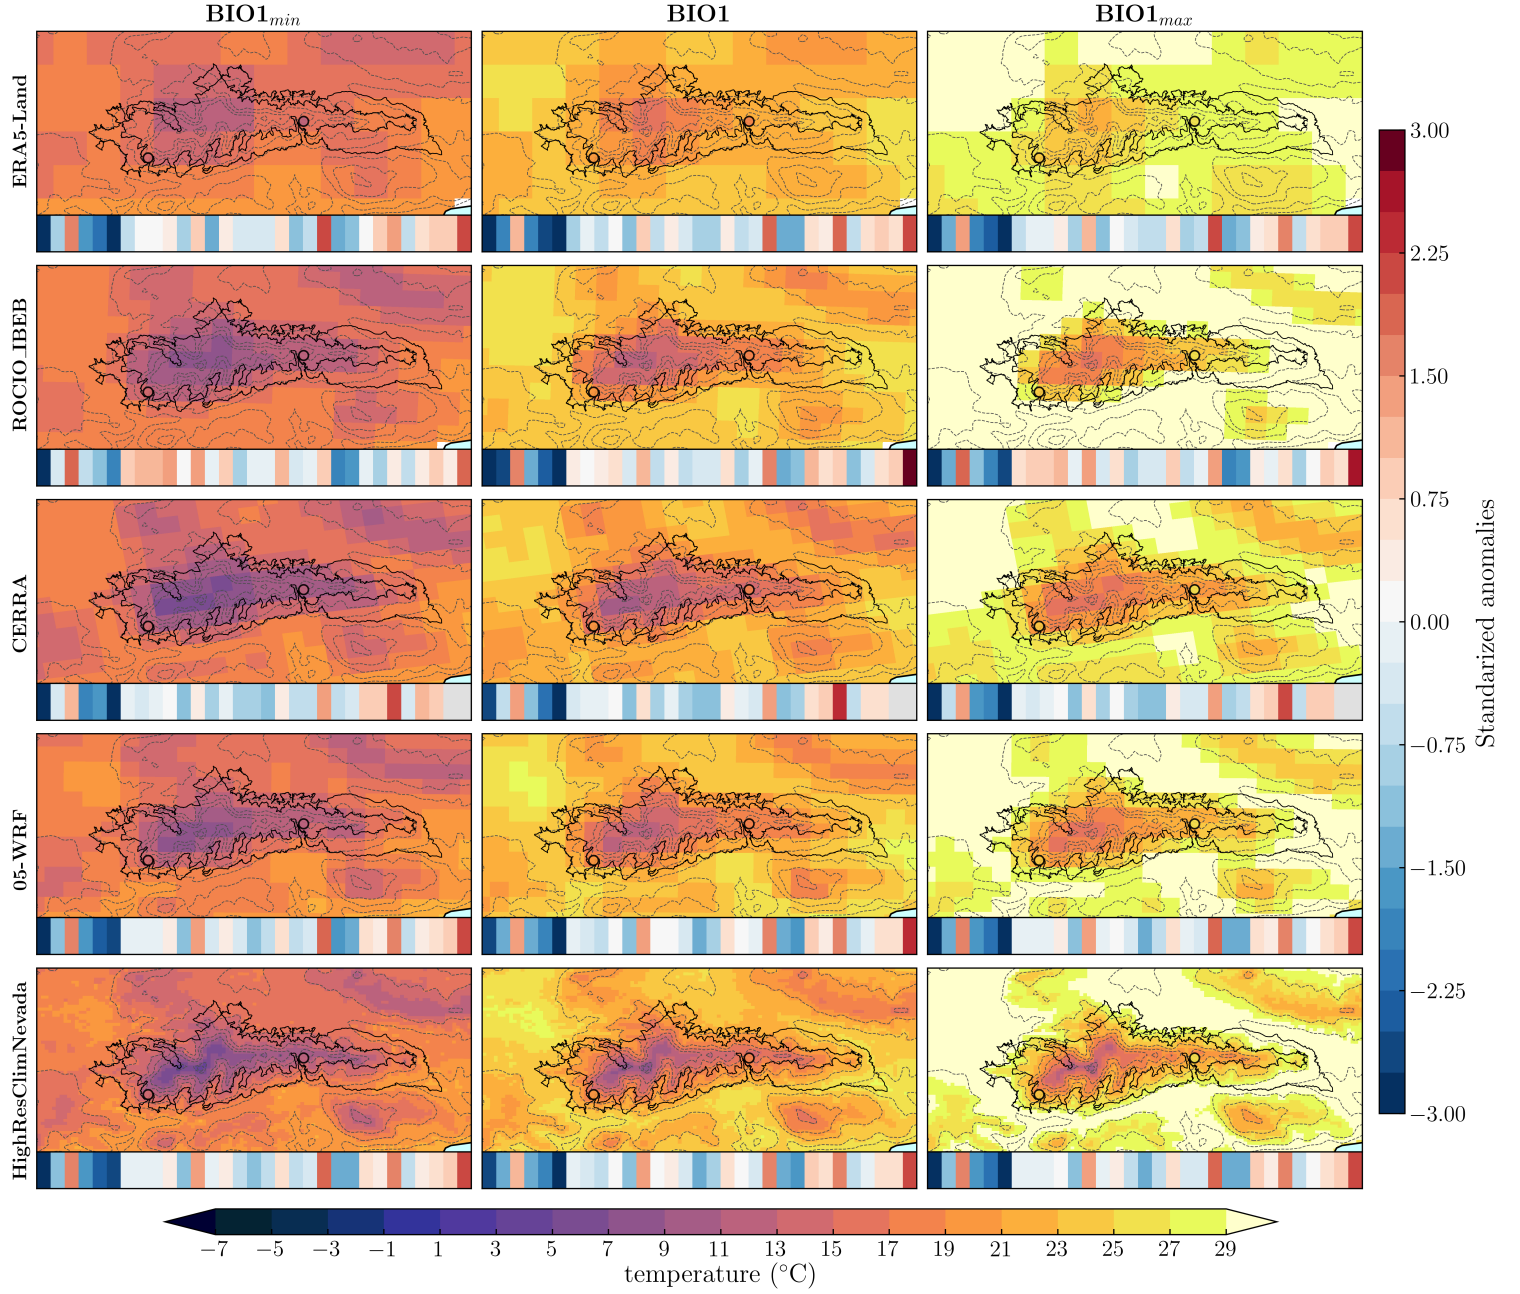 BIO1min BIO1 BIO1max
ERA5-Land
ROCIO_IBEB
CERRA
05-WRF
HighResClimNevada
3.00
2.25
1.50
0.75
0.00
−0.75
−1.50
−2.25
−3.00
Standarized anomalies
−7 −5 −3 −1 1 3 5 7 9 11 13 15 17 19 21 23 25 27 29
temperature (°C)